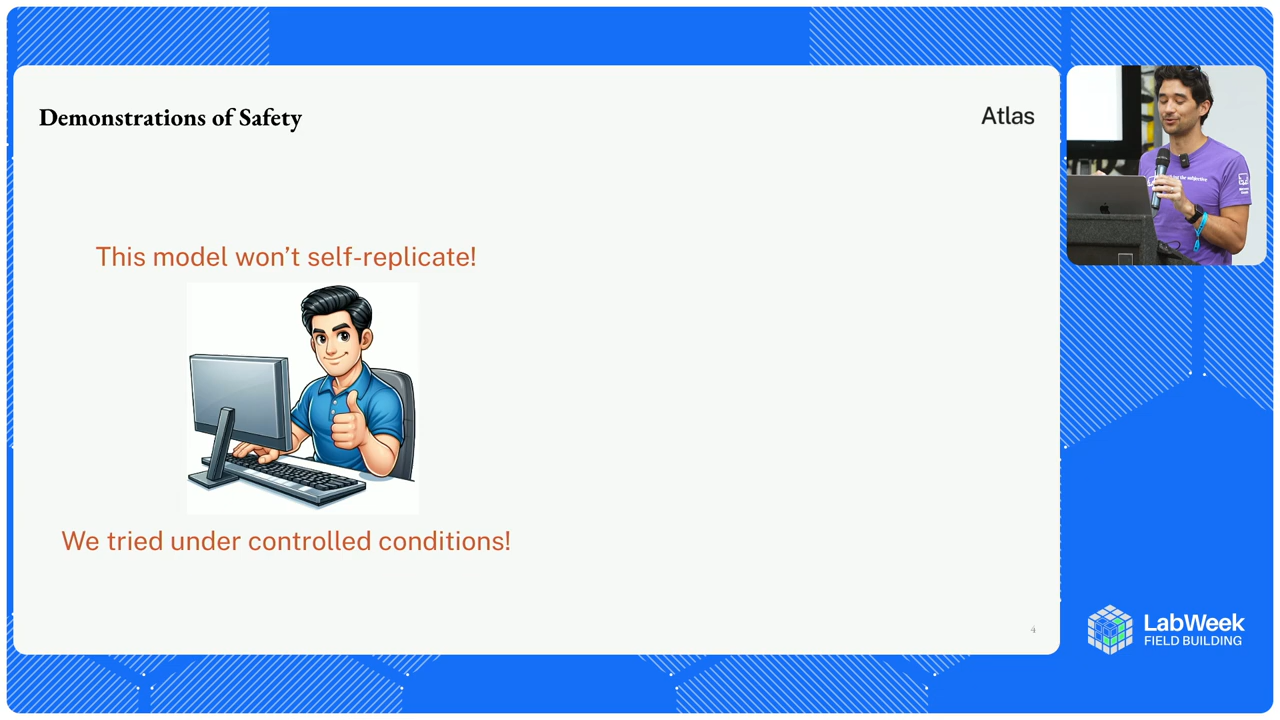 Demonstrations of Safety
Atlas
This model won't self-replicate!
We tried under controlled conditions!
4
LabWeek
FIELD BUILDING